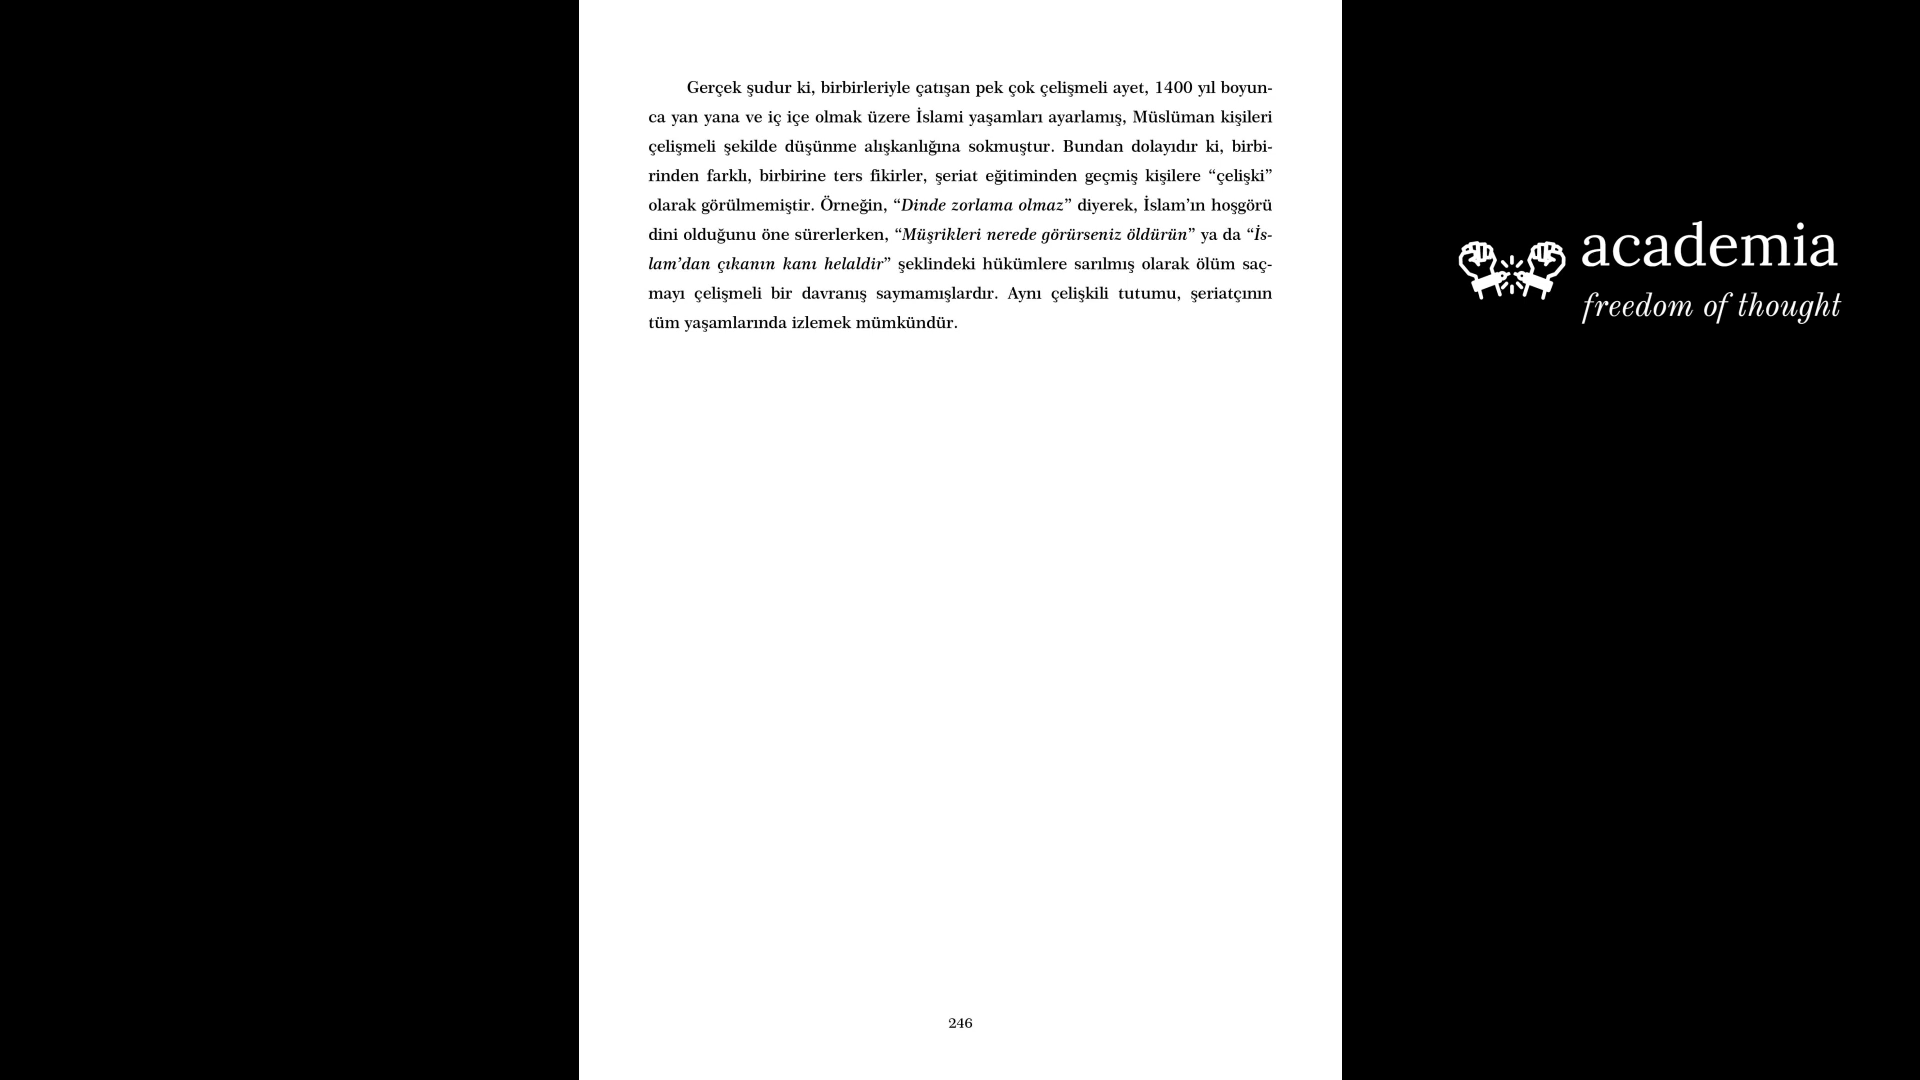 Gerçek şudur ki, birbirleriyle çatışan pek çok çelişmeli ayet, 1400 yıl boyun-
ca yan yana ve iç içe olmak üzere İslami yaşamları ayarlamış, Müslüman kişileri
çelişmeli şekilde düşünme alışkanlığına sokmuştur. Bundan dolayıdır ki, birbi-
rinden farklı, birbirine ters fikirler, şeriat eğitiminden geçmiş kişilere “çelişki”
olarak görülmemiştir. Örneğin, “Dinde zorlama olmaz” diyerek, İslam’ın hoşgörü
dini olduğunu öne sürerlerken, “Müşrikleri nerede görürseniz öldürün” ya da “İs-
lam’dan çıkanın kanı helaldir” şeklindeki hükümlere sarılmış olarak ölüm saç-
mayı çelişmeli bir davranış saymamışlardır. Aynı çelişkili tutumu, şeriatçının
tüm yaşamlarında izlemek mümkündür.
246
academia
freedom of thought